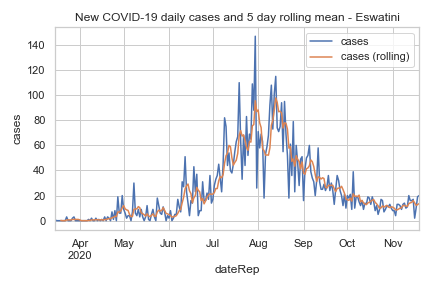 New COVID-19 daily cases and 5 day rolling mean - Eswatini
cases
cases (rolling)
140
120
100
80
60
40
20
0
cases
Apr May Jun Jul Aug Sep Oct Nov
2020
dateRep